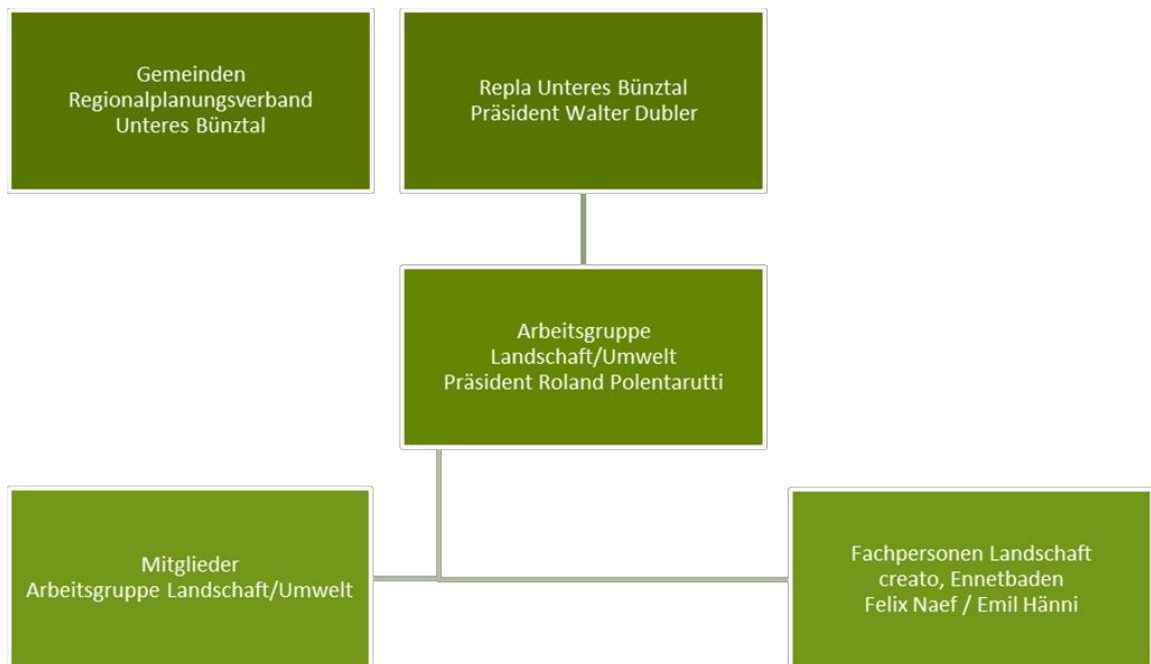 Gemeinden
Regionalplanungsverband
Unteres Bünztal
Repla Unteres Bünztal
Präsident Walter Dubler
Arbeitsgruppe
Landschaft/Umwelt
Präsident Roland Polentarutti
Mitglieder
Arbeitsgruppe Landschaft/Umwelt
Fachpersonen Landschaft
creato, Ennetbaden
Felix Naef / Emil Hänni